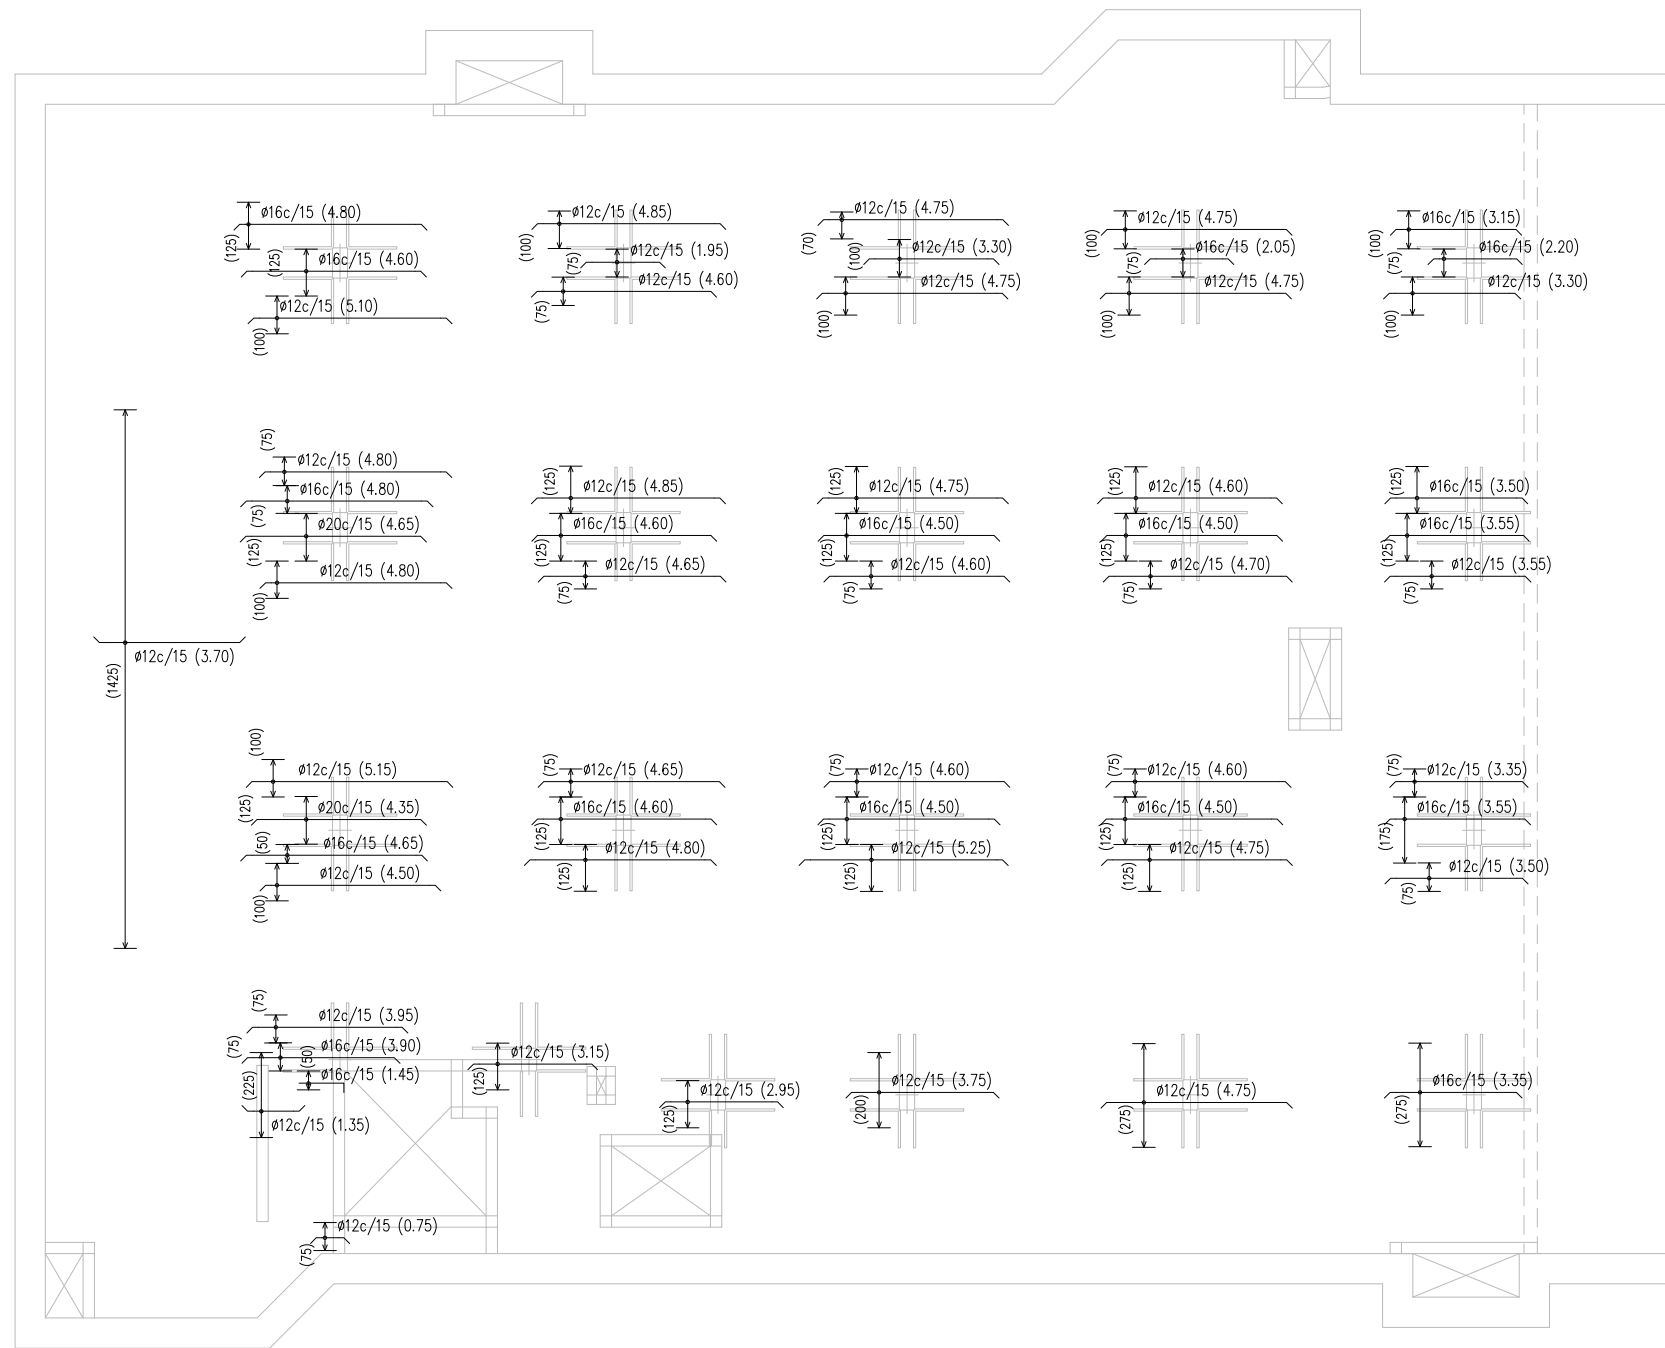 ø16c/15 (4.80)
(125)
(125)
ø16c/15 (4.60)
ø12c/15 (5.10)
(100)
ø12c/15 (4.85)
(100)
ø12c/15 (1.95)
(75)
ø12c/15 (4.60)
(75)
ø12c/15 (4.75)
(70)
ø12c/15 (3.30)
(100)
ø12c/15 (4.75)
(100)
ø12c/15 (4.75)
(100)
ø16c/15 (2.05)
(75)
ø12c/15 (4.75)
(100)
ø16c/15 (3.15)
(100)
ø16c/15 (2.20)
(75)
ø12c/15 (3.30)
(100)
(75)
ø12c/15 (4.80)
ø16c/15 (4.80)
(75)
ø20c/15 (4.65)
(125)
ø12c/15 (4.80)
(100)
(125)
ø12c/15 (4.85)
ø16c/15 (4.60)
(125)
ø12c/15 (4.65)
(75)
(125)
ø12c/15 (4.75)
ø16c/15 (4.50)
(125)
ø12c/15 (4.60)
(75)
(125)
ø12c/15 (4.60)
ø16c/15 (4.50)
(125)
ø12c/15 (4.70)
(75)
(125)
ø16c/15 (3.50)
ø16c/15 (3.55)
(125)
ø12c/15 (3.55)
(75)
ø12c/15 (3.70)
(1425)
(100)
ø12c/15 (5.15)
(125)
ø20c/15 (4.35)
(50)
ø16c/15 (4.65)
ø12c/15 (4.50)
(100)
(75)
ø12c/15 (4.65)
ø16c/15 (4.60)
(125)
ø12c/15 (4.80)
(125)
(75)
ø12c/15 (4.60)
ø16c/15 (4.50)
(125)
ø12c/15 (5.25)
(125)
(75)
ø12c/15 (4.60)
ø16c/15 (4.50)
(125)
ø12c/15 (4.75)
(125)
(75)
ø12c/15 (3.35)
ø16c/15 (3.55)
(175)
ø12c/15 (3.50)
(75)
(75)
ø12c/15 (3.95)
(75)
ø16c/15 (3.90)
(50)
ø16c/15 (1.45)
(225)
ø12c/15 (1.35)
ø12c/15 (3.15)
(125)
ø12c/15 (2.95)
(125)
ø12c/15 (3.75)
(200)
ø12c/15 (4.75)
(275)
ø16c/15 (3.35)
(275)
ø12c/15 (0.75)
(75)